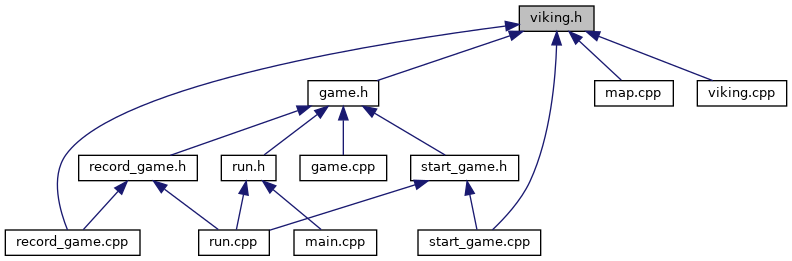 viking.h
game.h
map.cpp
viking.cpp
record_game.h
run.h
game.cpp
start_game.h
record_game.cpp
run.cpp
main.cpp
start_game.cpp